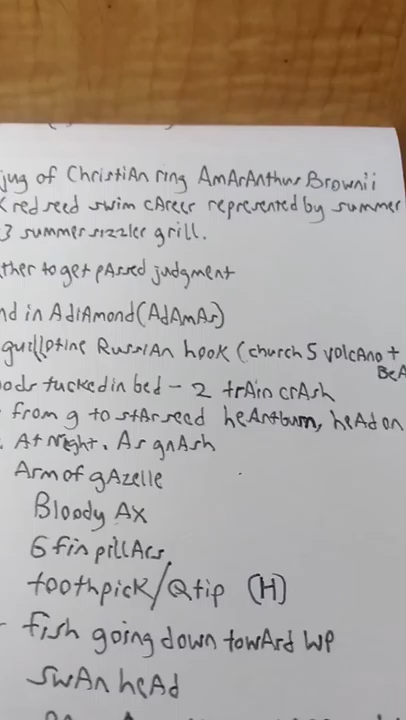 jug of ChristiAn ring AmArAnthus Brownii
red seed swim cAreer represented by summer
3 summer sizzler grill.
ther to get pAssed judgment
nd in A diAmond (AdAmAs)
guillotine RussiAn hook (church 5 volcAno +
BeA
ods tucked in bed - 2 trAin crAsh
from g to stArseed heArtburn, heAd on
At Night. As gnAsh
Arm of gAzelle
Bloody Ax
6 fin pillArs
toothpick/Qtip (H)
- fish going down towArd WP
swAn heAd